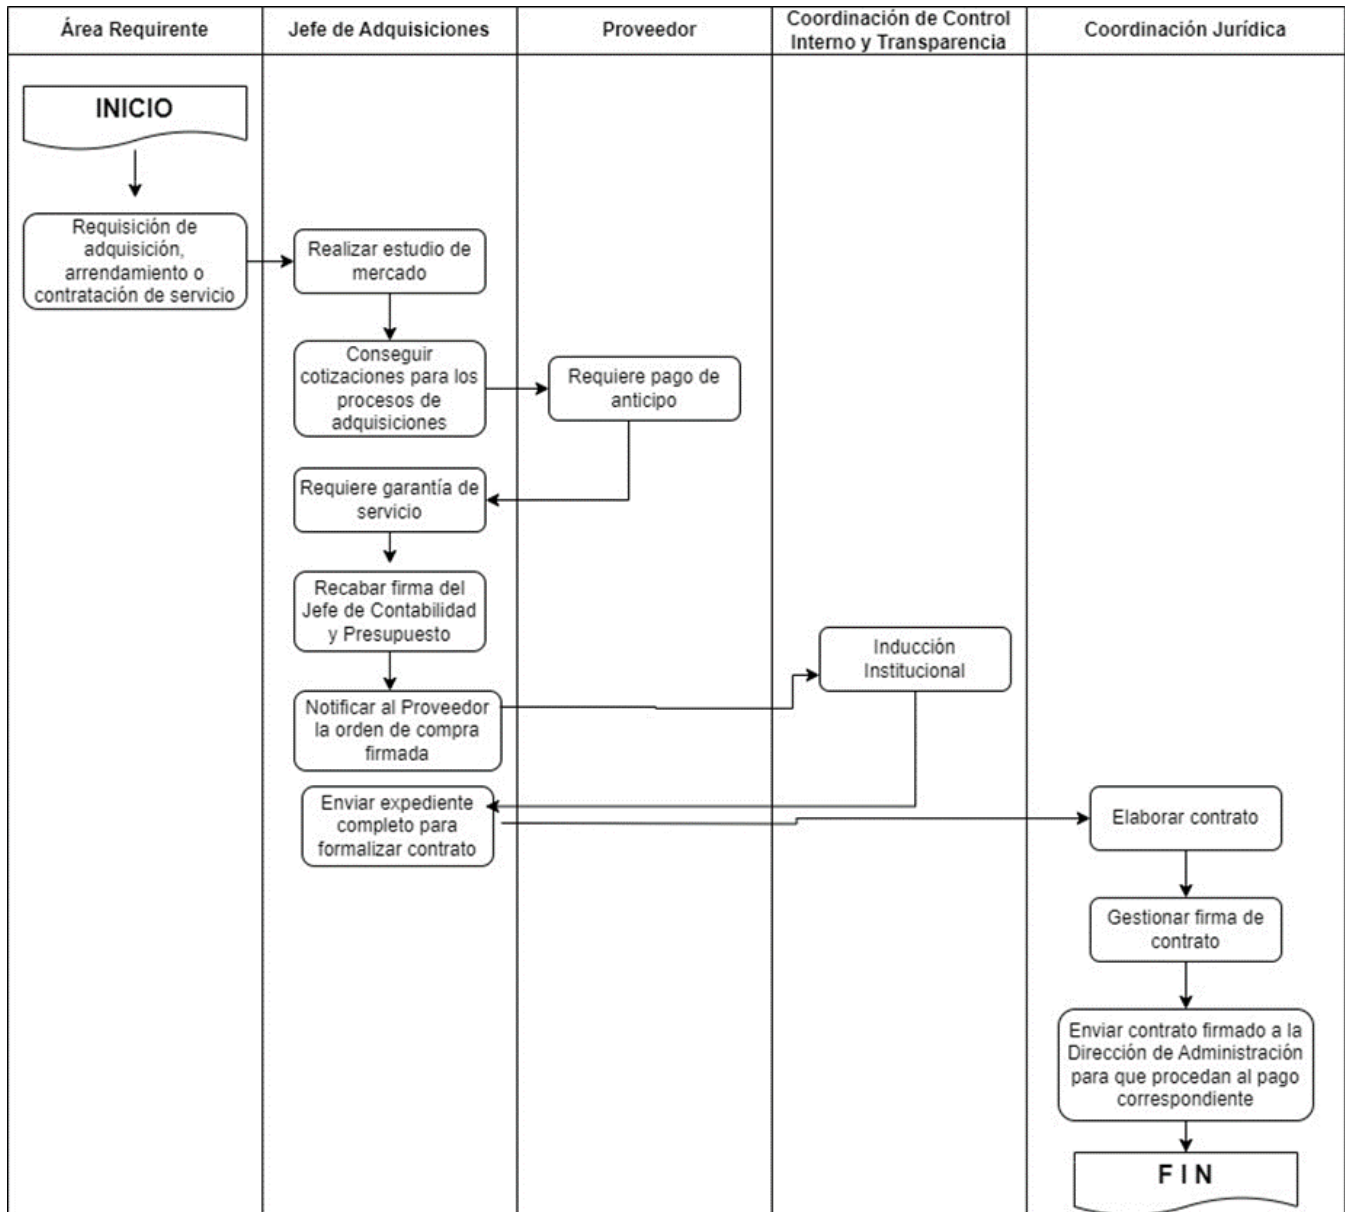 Área Requirente
Jefe de Adquisiciones
Proveedor
Coordinación de Control
Interno y Transparencia
Coordinación Jurídica
INICIO
Requisición de
adquisición,
arrendamiento o
contratación de servicio
Realizar estudio de
mercado
Conseguir
cotizaciones para los
procesos de
adquisiciones
Requiere pago de
anticipo
Requiere garantía de
servicio
Recabar firma del
Jefe de Contabilidad
y Presupuesto
Notificar al Proveedor
la orden de compra
firmada
Inducción
Institucional
Enviar expediente
completo para
formalizar contrato
Elaborar contrato
Gestionar firma de
contrato
Enviar contrato firmado a la
Dirección de Administración
para que procedan al pago
correspondiente
F I N